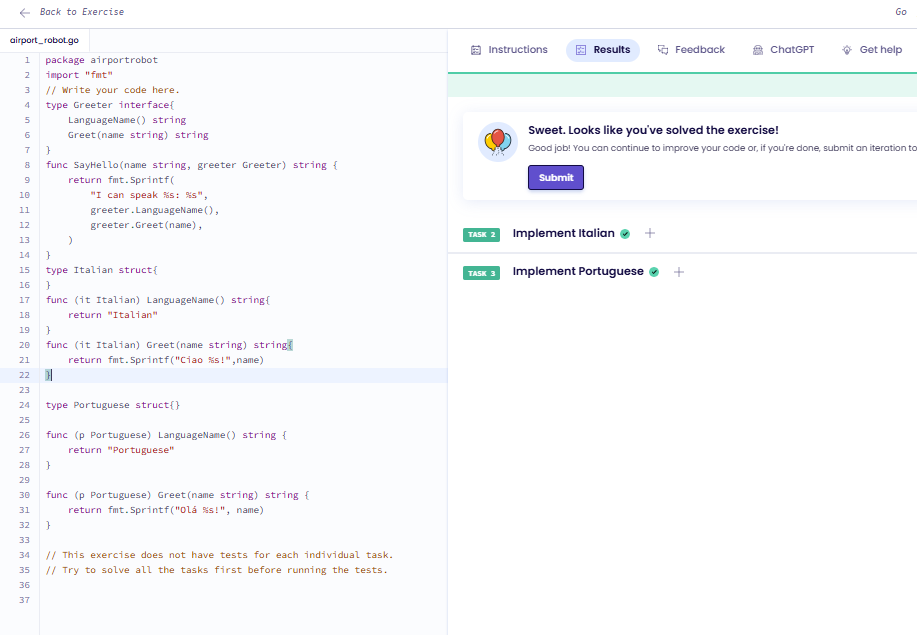 Back to Exercise
Go
airport_robot.go
1 package airportrobot
2 import "fmt"
3 // Write your code here.
4 type Greeter interface{
5     LanguageName() string
6     Greet(name string) string
7 }
8 func SayHello(name string, greeter Greeter) string {
9     return fmt.Sprintf(
10         "I can speak %s: %s",
11         greeter.LanguageName(),
12         greeter.Greet(name),
13     )
14 }
15 type Italian struct{
16 }
17 func (it Italian) LanguageName() string{
18     return "Italian"
19 }
20 func (it Italian) Greet(name string) string{
21     return fmt.Sprintf("Ciao %s!",name)
22 }
23
24 type Portuguese struct{}
25
26 func (p Portuguese) LanguageName() string {
27     return "Portuguese"
28 }
29
30 func (p Portuguese) Greet(name string) string {
31     return fmt.Sprintf("Olá %s!", name)
32 }
33
34 // This exercise does not have tests for each individual task.
35 // Try to solve all the tasks first before running the tests.
36
37
Instructions
Results
Feedback
ChatGPT
Get help
Sweet. Looks like you've solved the exercise!
Good job! You can continue to improve your code or, if you're done, submit an iteration to
Submit
TASK 2 Implement Italian
TASK 3 Implement Portuguese